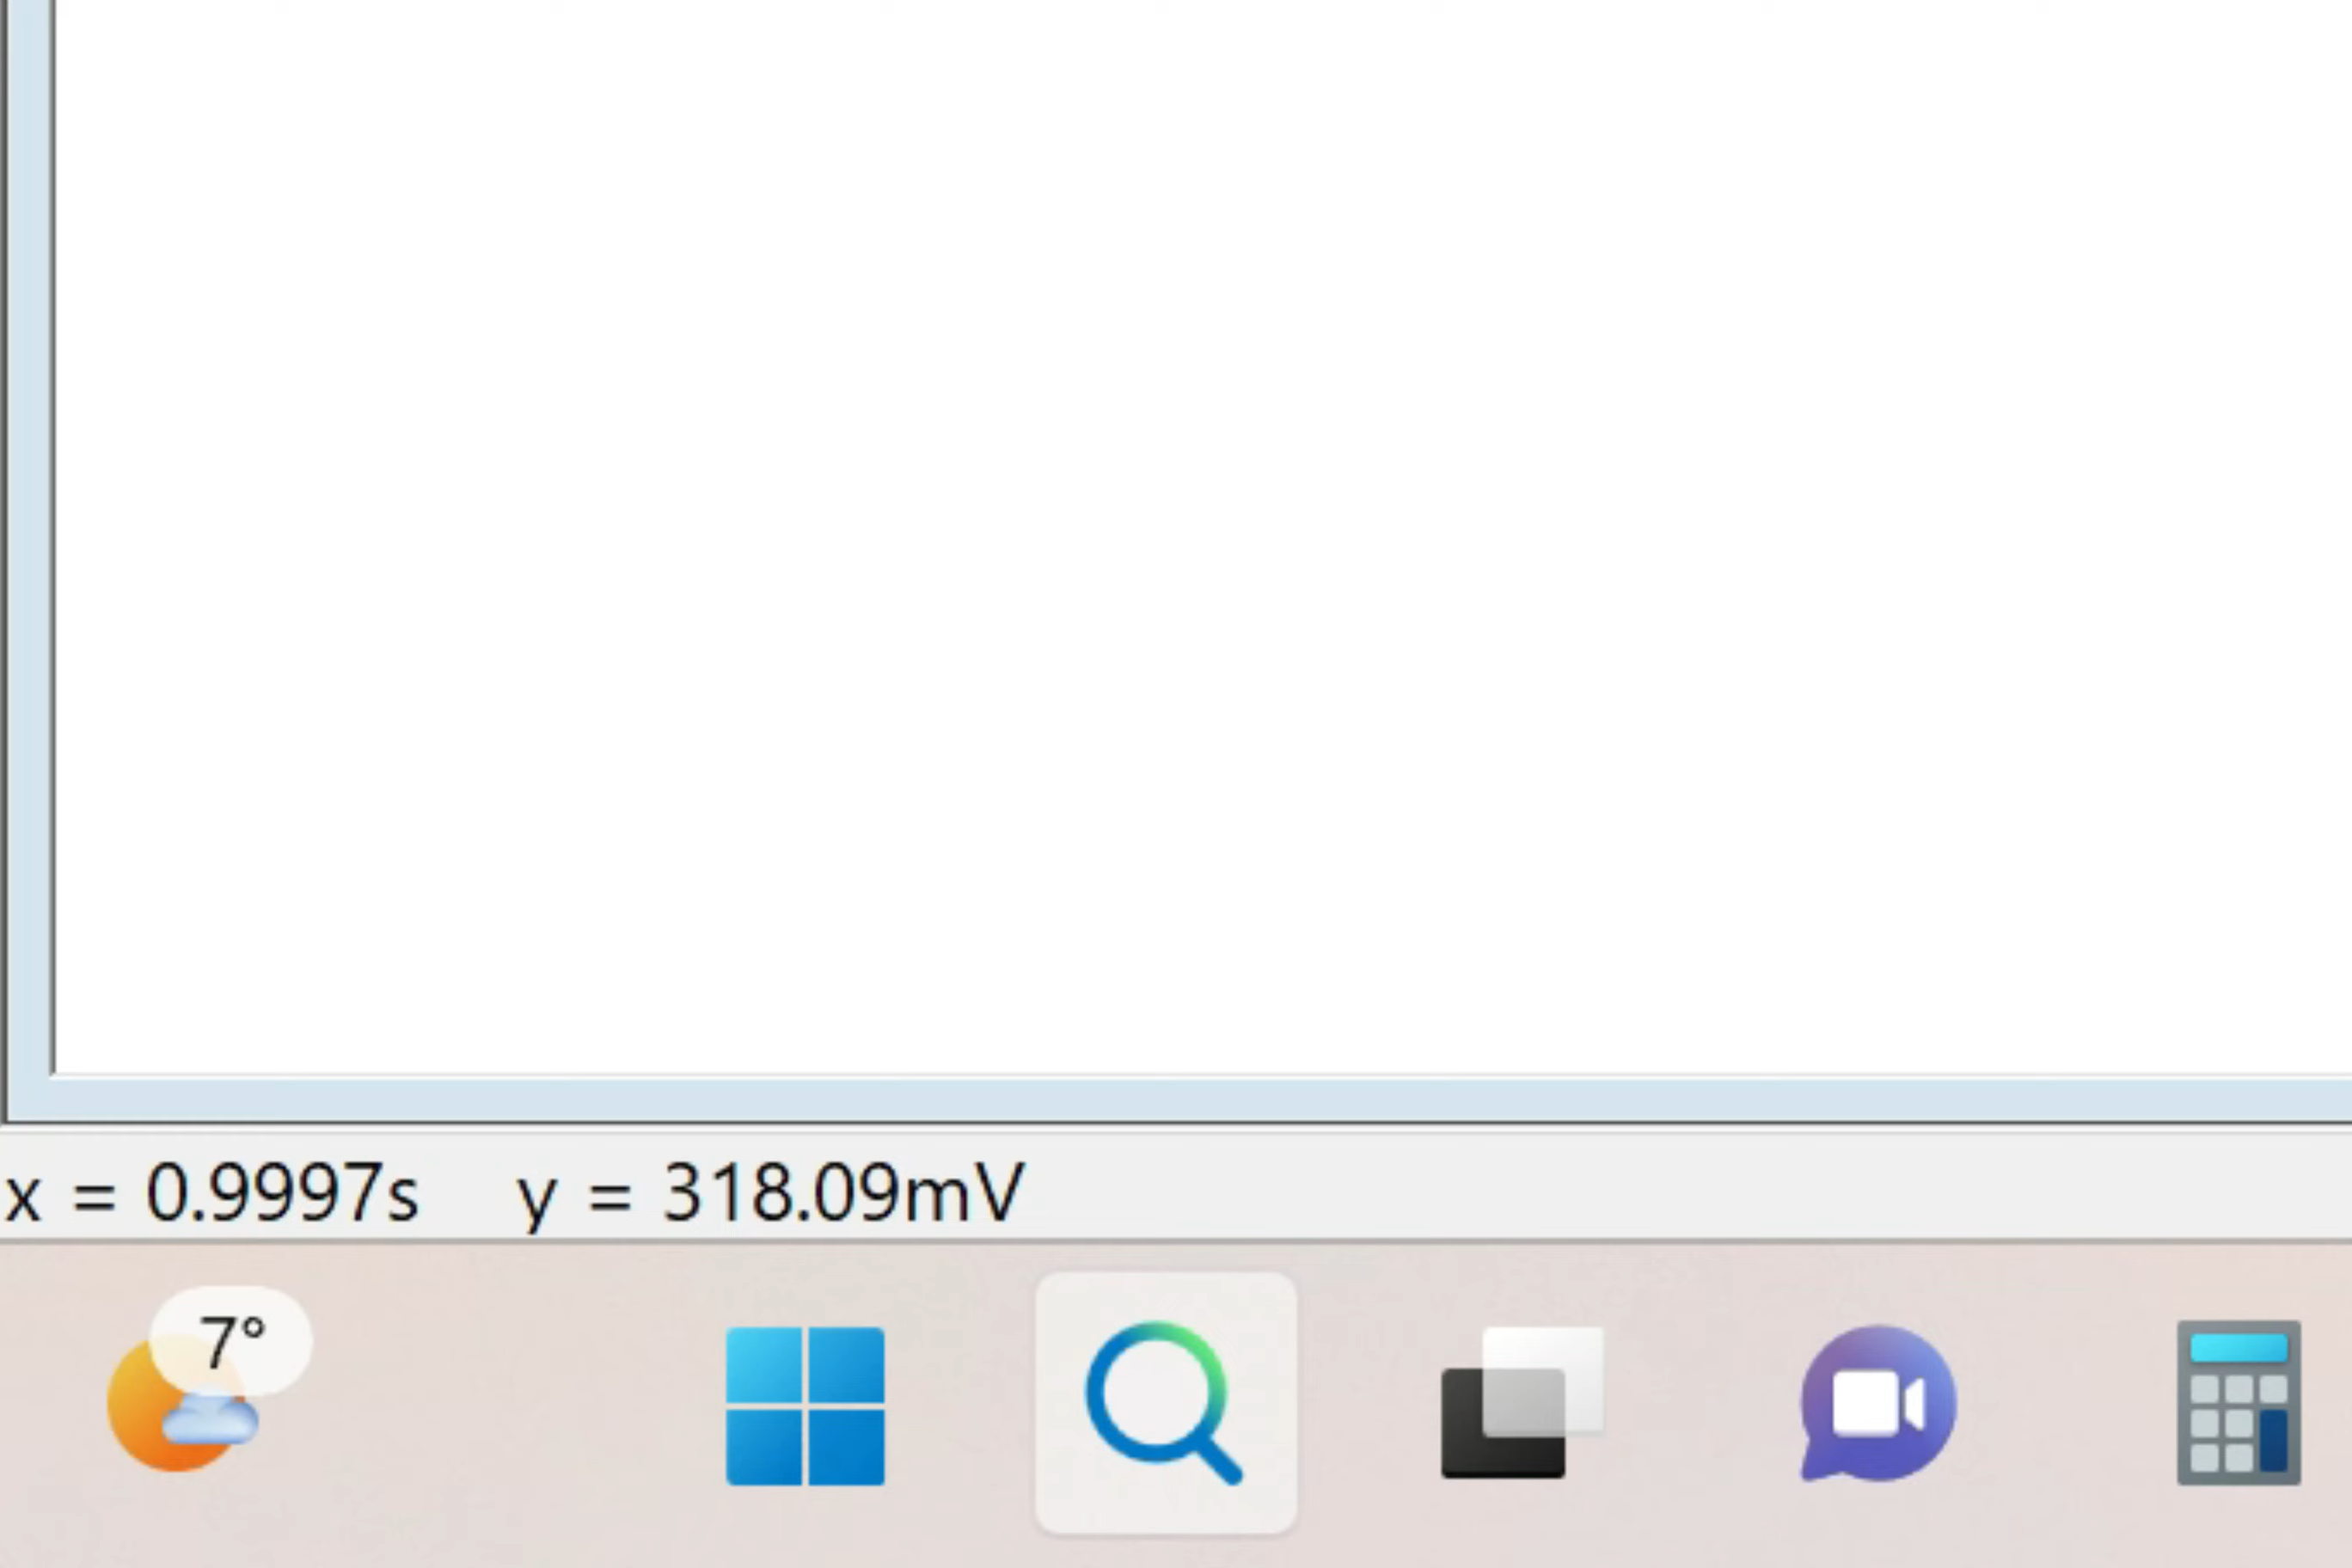 x = 0.9997s y = 318.09mV
7°